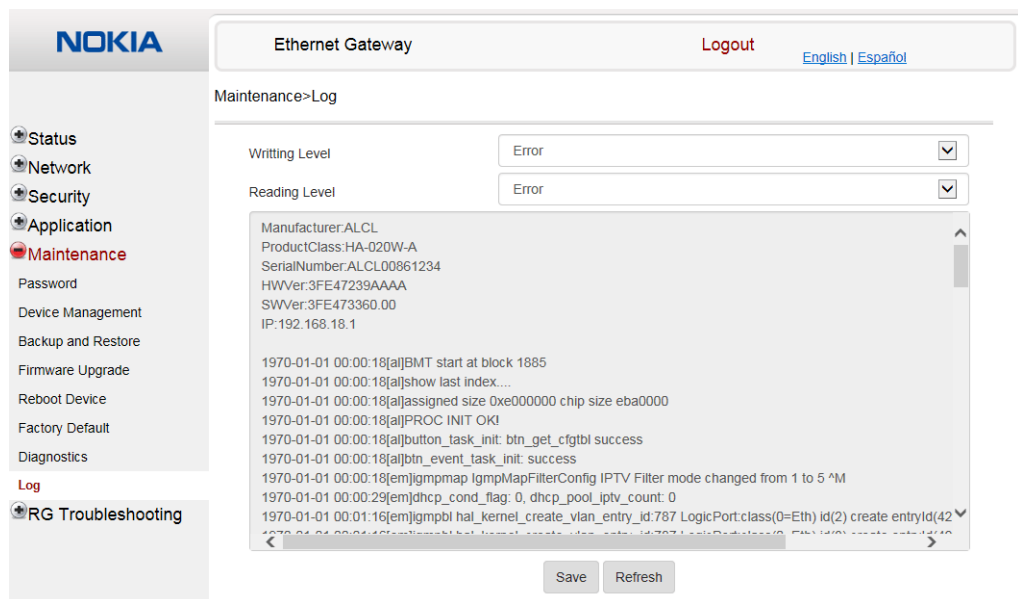 NOKIA
Ethernet Gateway
Logout
English | Español
Maintenance>Log
Status
Network
Security
Application
Maintenance
Password
Device Management
Backup and Restore
Firmware Upgrade
Reboot Device
Factory Default
Diagnostics
Log
RG Troubleshooting
Writting Level
Error
Reading Level
Error
Manufacturer:ALCL
ProductClass:HA-020W-A
SerialNumber:ALCL00861234
HWVer:3FE47239AAAA
SWVer:3FE473360.00
IP:192.168.18.1
1970-01-01 00:00:18[al]BMT start at block 1885
1970-01-01 00:00:18[al]show last index....
1970-01-01 00:00:18[al]assigned size 0xe000000 chip size eba0000
1970-01-01 00:00:18[al]PROC INIT OK!
1970-01-01 00:00:18[al]button_task_init: btn_get_cfgtbl success
1970-01-01 00:00:18[al]btn_event_task_init: success
1970-01-01 00:00:18[em]igmpmap IgmpMapFilterConfig IPTV Filter mode changed from 1 to 5 ^M
1970-01-01 00:00:29[em]dhcp_cond_flag: 0, dhcp_pool_iptv_count: 0
1970-01-01 00:01:16[em]igmpbl hal_kernel_create_vlan_entry_id:787 LogicPort:class(0=Eth) id(2) create entryId(42
Save
Refresh